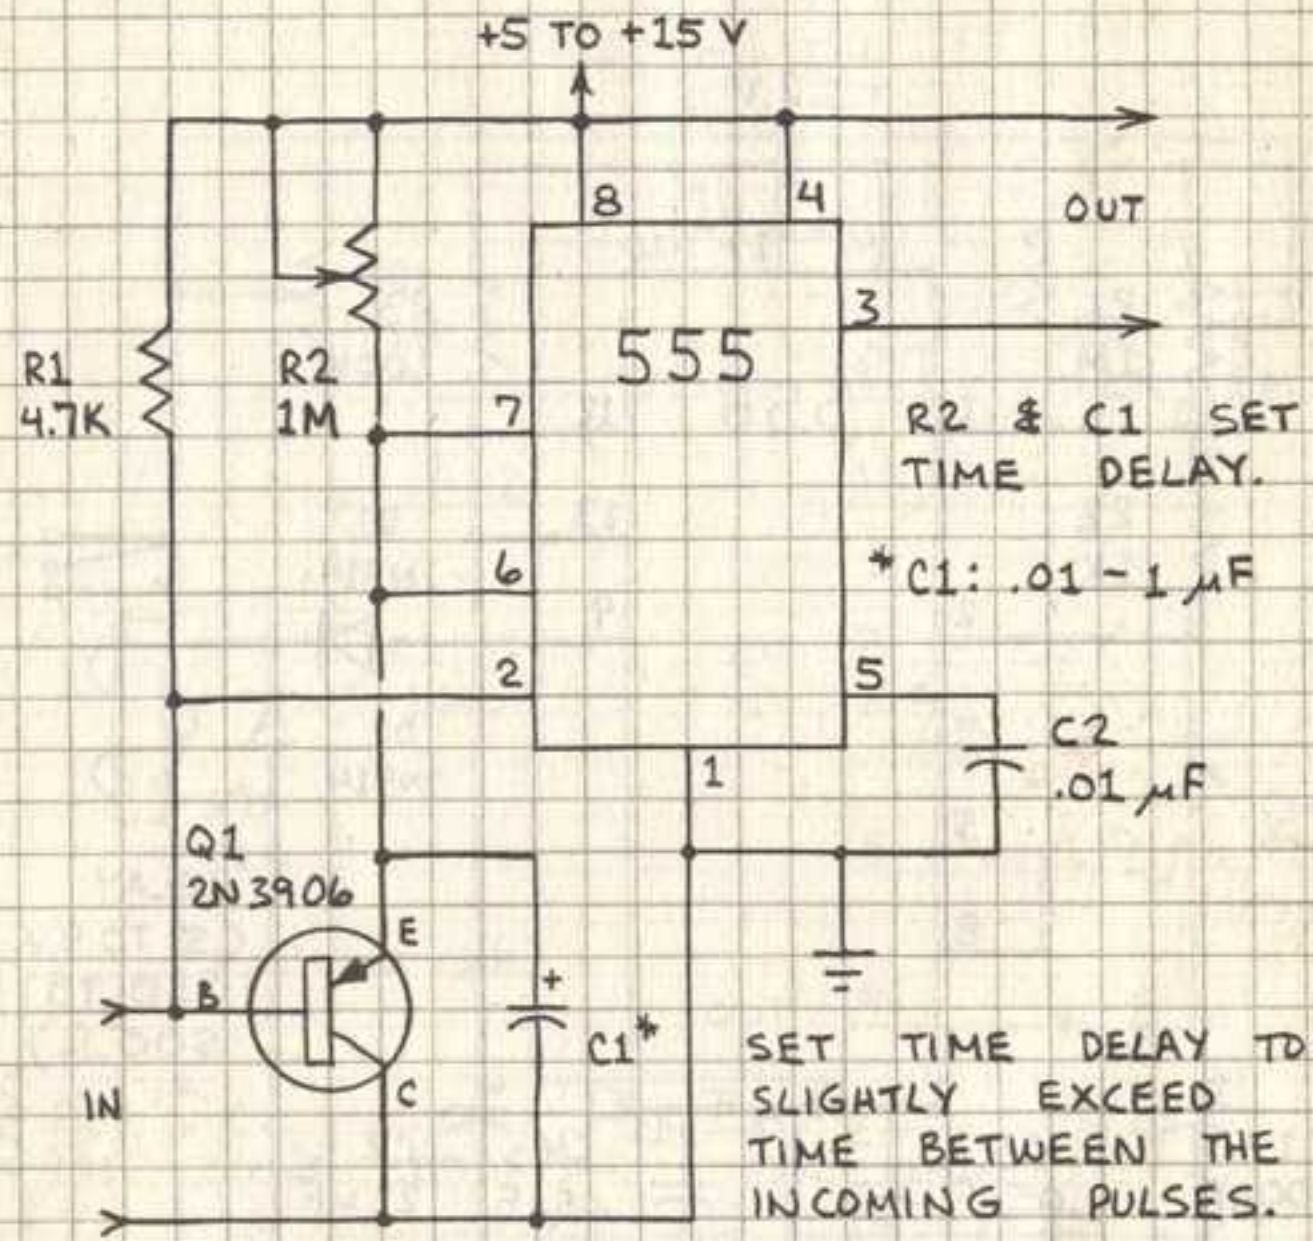 +5 TO +15 V
8
4
OUT
3
555
R1
4.7K
R2
1M
7
R2 & C1 SET
TIME DELAY.
6
*C1: .01 - 1 μF
2
5
C2
.01 μF
1
Q1
2N3906
E
B
+
C1*
C
IN
SET TIME DELAY TO
SLIGHTLY EXCEED
TIME BETWEEN THE
INCOMING PULSES.